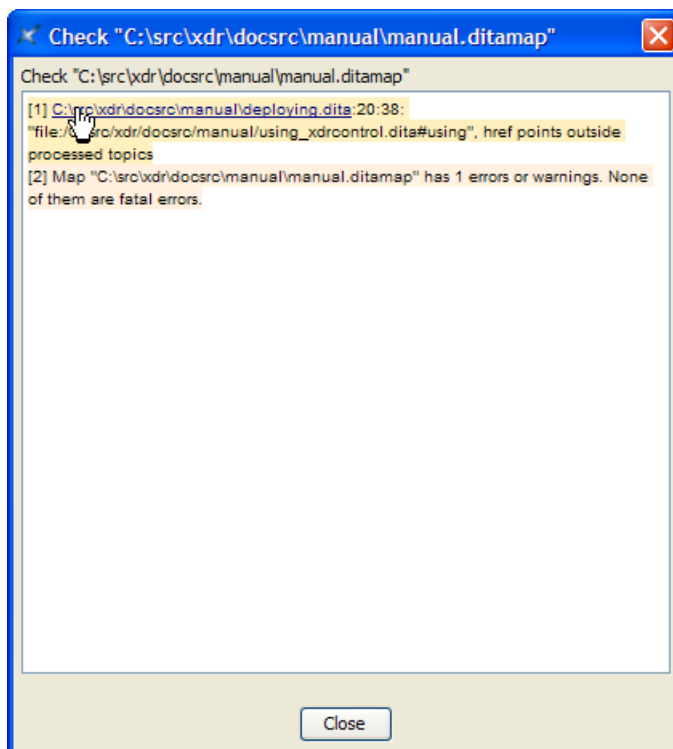 Check "C:\src\xdr\docsrc\manual\manual.ditamap"
Check "C:\src\xdr\docsrc\manual\manual.ditamap"
[1] C:\src\xdr\docsrc\manual\deploying.dita:20:38:
"file:/C:/src/xdr/docsrc/manual/using_xdrcontrol.dita#using", href points outside
processed topics
[2] Map "C:\src\xdr\docsrc\manual\manual.ditamap" has 1 errors or warnings. None
of them are fatal errors.
Close